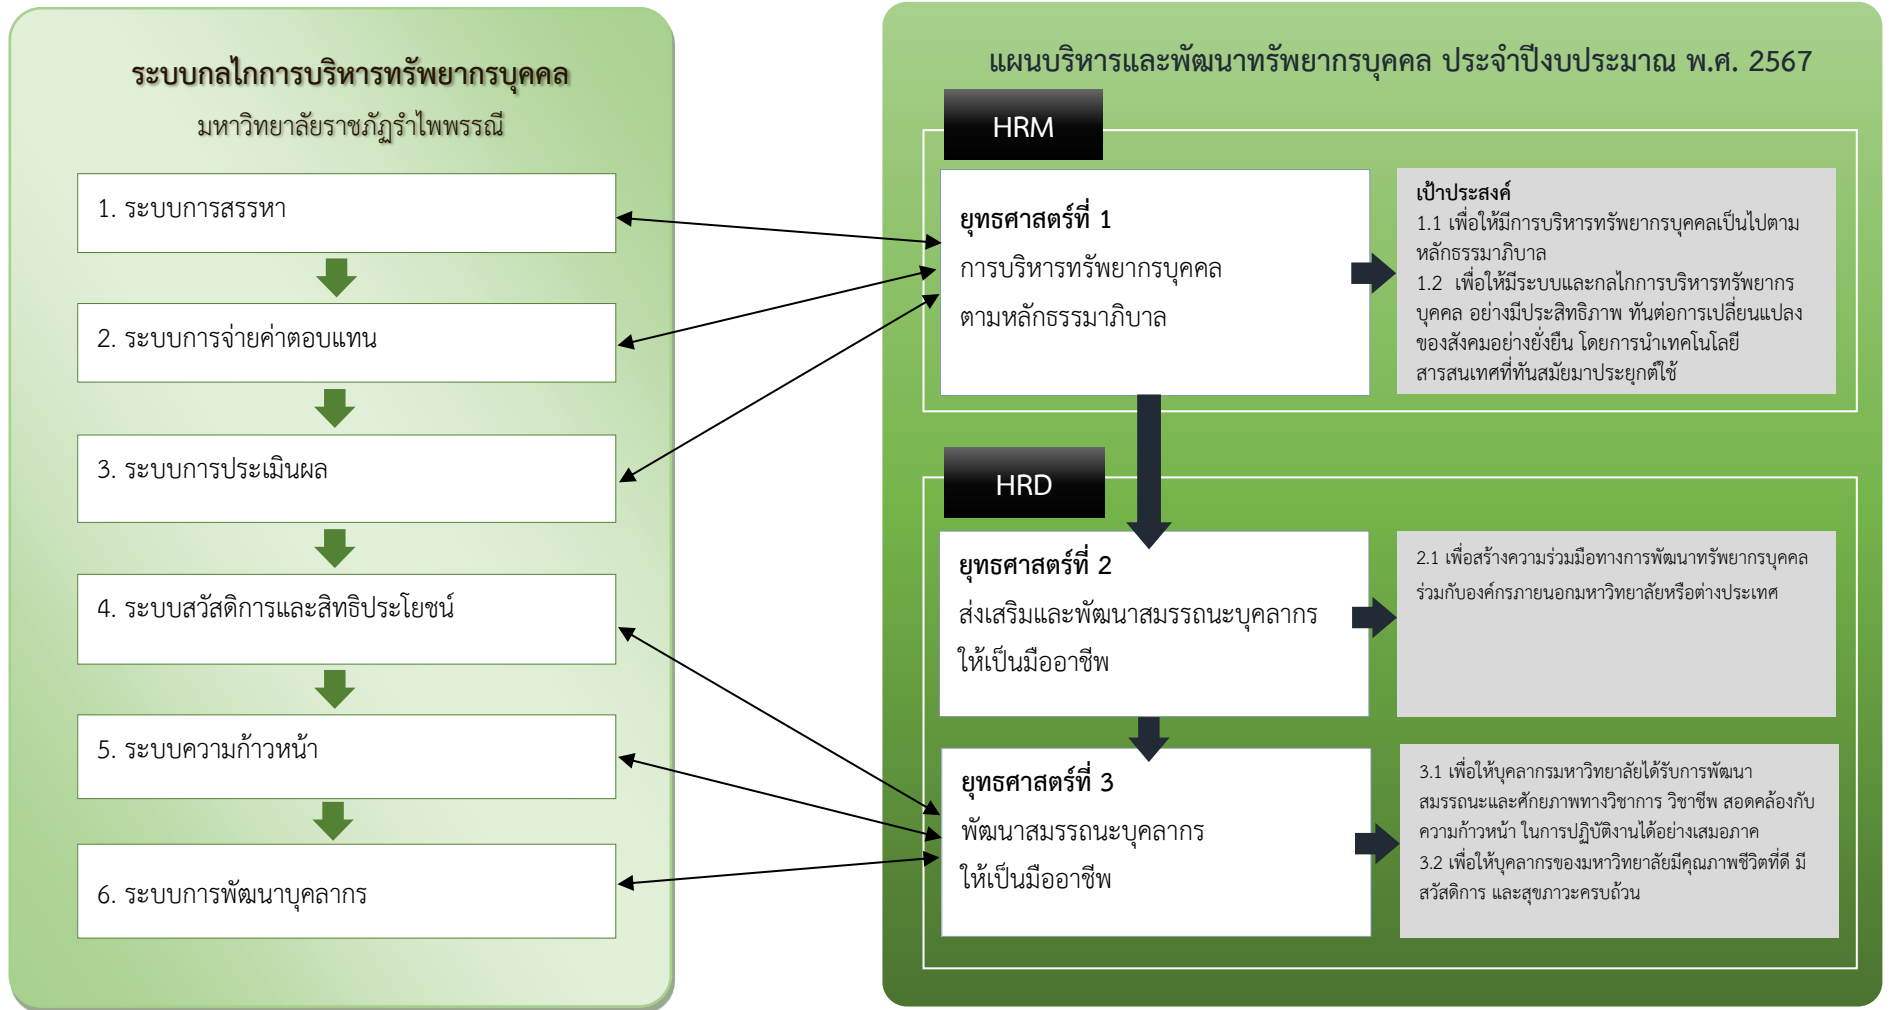 ระบบกลไกการบริหารทรัพยากรบุคคล
มหาวิทยาลัยราชภัฏรำไพพรรณี
1. ระบบการสรรหา
2. ระบบการจ่ายค่าตอบแทน
3. ระบบการประเมินผล
4. ระบบสวัสดิการและสิทธิประโยชน์
5. ระบบความก้าวหน้า
6. ระบบการพัฒนาบุคลากร
แผนบริหารและพัฒนาทรัพยากรบุคคล ประจำปีงบประมาณ พ.ศ. 2567
HRM
ยุทธศาสตร์ที่ 1
การบริหารทรัพยากรบุคคล
ตามหลักธรรมาภิบาล
เป้าประสงค์
1.1 เพื่อให้มีการบริหารทรัพยากรบุคคลเป็นไปตาม
หลักธรรมาภิบาล
1.2 เพื่อให้มีระบบและกลไกการบริหารทรัพยากร
บุคคล อย่างมีประสิทธิภาพ ทันต่อการเปลี่ยนแปลง
ของสังคมอย่างยั่งยืน โดยการนำเทคโนโลยี
สารสนเทศที่ทันสมัยมาประยุกต์ใช้
HRD
ยุทธศาสตร์ที่ 2
ส่งเสริมและพัฒนาสมรรถนะบุคลากร
ให้เป็นมืออาชีพ
2.1 เพื่อสร้างความร่วมมือทางการพัฒนาทรัพยากรบุคคล
ร่วมกับองค์กรภายนอกมหาวิทยาลัยหรือต่างประเทศ
ยุทธศาสตร์ที่ 3
พัฒนาสมรรถนะบุคลากร
ให้เป็นมืออาชีพ
3.1 เพื่อให้บุคลากรมหาวิทยาลัยได้รับการพัฒนา
สมรรถนะและศักยภาพทางวิชาการ วิชาชีพ สอดคล้องกับ
ความก้าวหน้า ในการปฏิบัติงานได้อย่างเสมอภาค
3.2 เพื่อให้บุคลากรของมหาวิทยาลัยมีคุณภาพชีวิตที่ดี มี
สวัสดิการ และสุขภาวะครบถ้วน